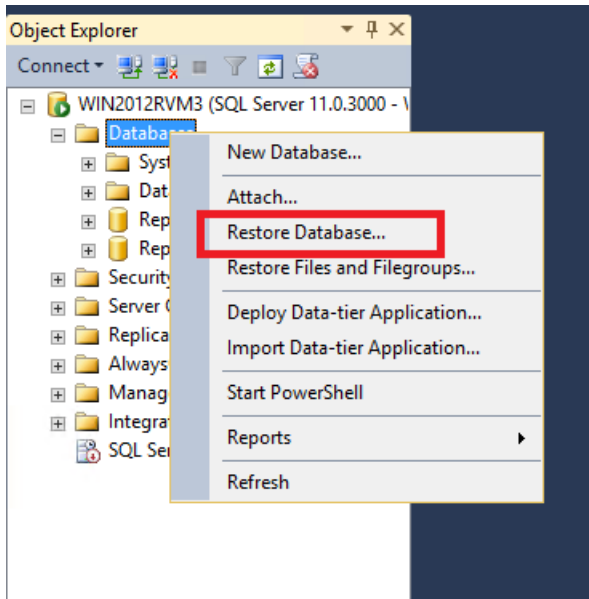 Object Explorer
Connect
WIN2012RVM3 (SQL Server 11.0.3000 - \
Databases
Syst
Data
Rep
Rep
Security
Server
Replica
Always
Manag
Integra
SQL Ser
New Database...
Attach...
Restore Database...
Restore Files and Filegroups...
Deploy Data-tier Application...
Import Data-tier Application...
Start PowerShell
Reports
Refresh